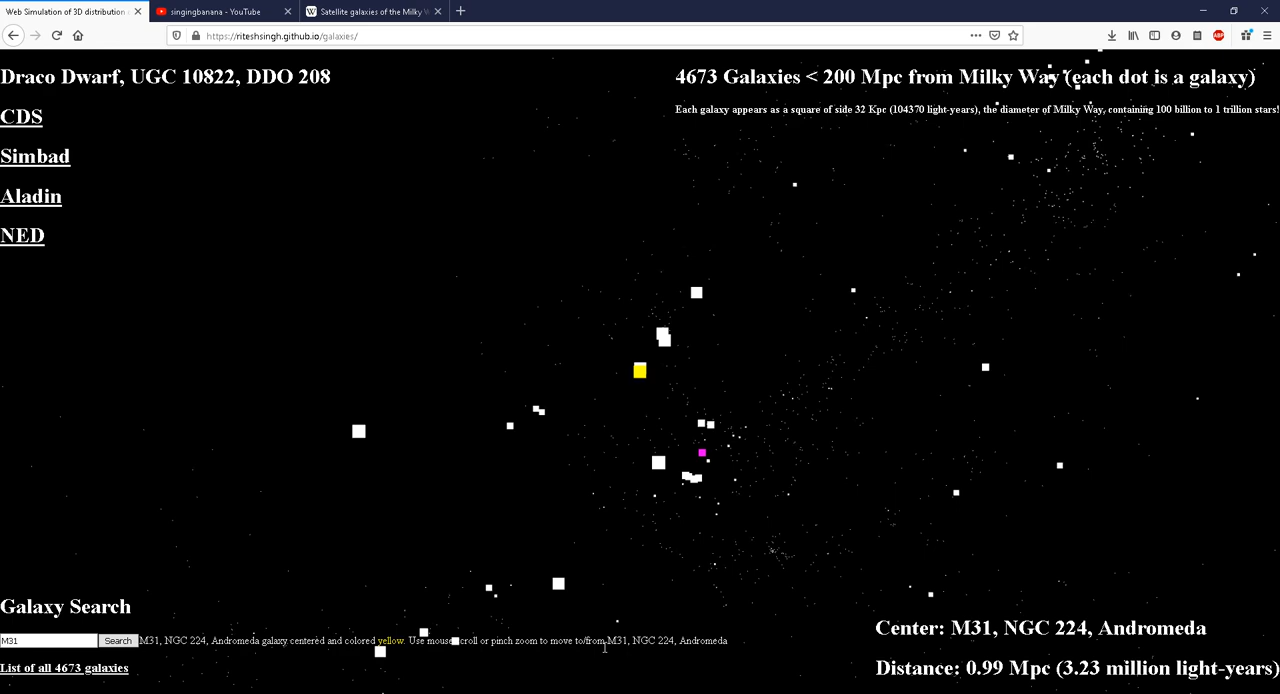 Web Simulation of 3D distribution
singingbanana - YouTube
Satellite galaxies of the Milky W
https://riteshsingh.github.io/galaxies/
ABP
Draco Dwarf, UGC 10822, DDO 208
4673 Galaxies < 200 Mpc from Milky Way (each dot is a galaxy)
Each galaxy appears as a square of side 32 Kpc (104370 light-years), the diameter of Milky Way, containing 100 billion to 1 trillion stars!
CDS
Simbad
Aladin
NED
Galaxy Search
M31 Search M31, NGC 224, Andromeda galaxy centered and colored yellow. Use mouse scroll or pinch zoom to move to/from M31, NGC 224, Andromeda
List of all 4673 galaxies
Center: M31, NGC 224, Andromeda
Distance: 0.99 Mpc (3.23 million light-years)